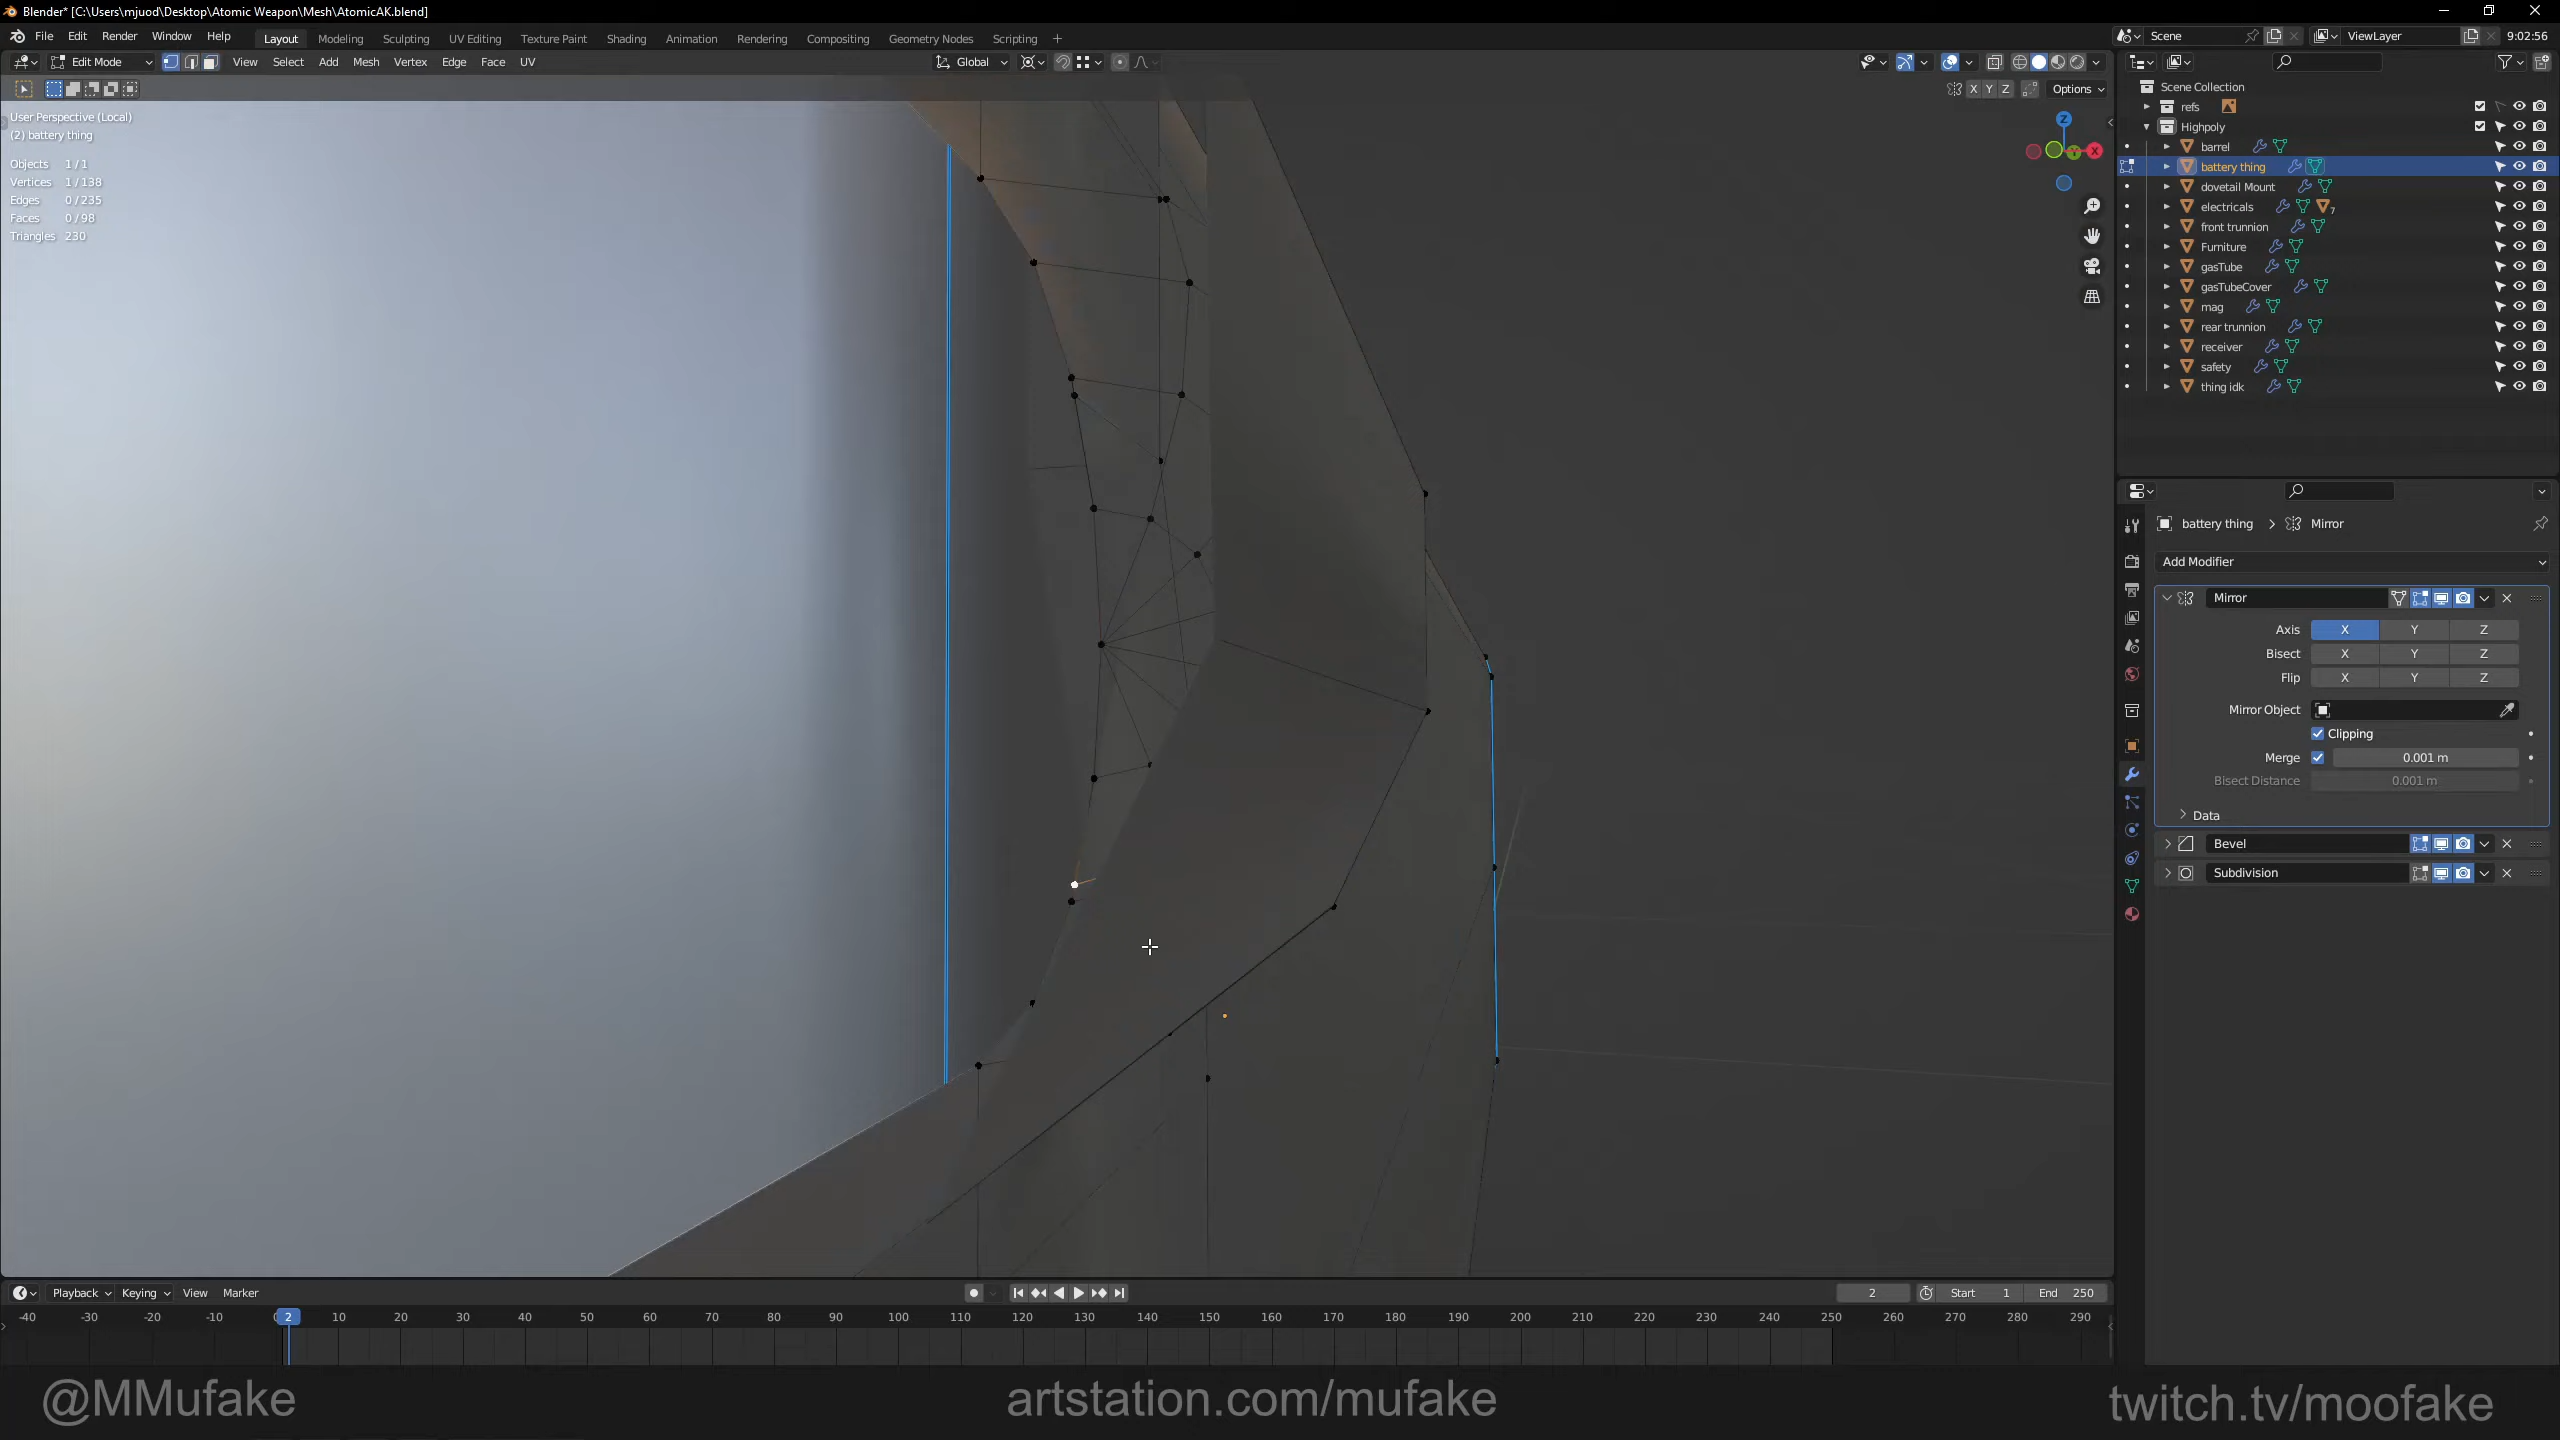 Blender* [C:\Users\mjuod\Desktop\Atomic Weapon\Mesh\AtomicAK.blend]
File Edit Render Window Help Layout Modeling Sculpting UV Editing Texture Paint Shading Animation Rendering Compositing Geometry Nodes Scripting + Scene ViewLayer 9:02:56
Edit Mode View Select Add Mesh Vertex Edge Face UV Global
X Y Z Options
User Perspective (Local)
(2) battery thing
Objects 1/1
Vertices 1/138
Edges 0/235
Faces 0/98
Triangles 230
Z
X
Scene Collection
refs
Highpoly
barrel
battery thing
dovetail Mount
electricals 7
front trunnion
Furniture
gasTube
gasTubeCover
mag
rear trunnion
receiver
safety
thing idk
battery thing > Mirror
Add Modifier
Mirror
Axis X Y Z
Bisect X Y Z
Flip X Y Z
Mirror Object
Clipping
Merge 0.001 m
Bisect Distance 0.001 m
Data
Bevel
Subdivision
Playback Keying View Marker 2 Start 1 End 250
-40 -30 -20 -10 2 10 20 30 40 50 60 70 80 90 100 110 120 130 140 150 160 170 180 190 200 210 220 230 240 250 260 270 280 290
@MMufake artstation.com/mufake twitch.tv/moofake